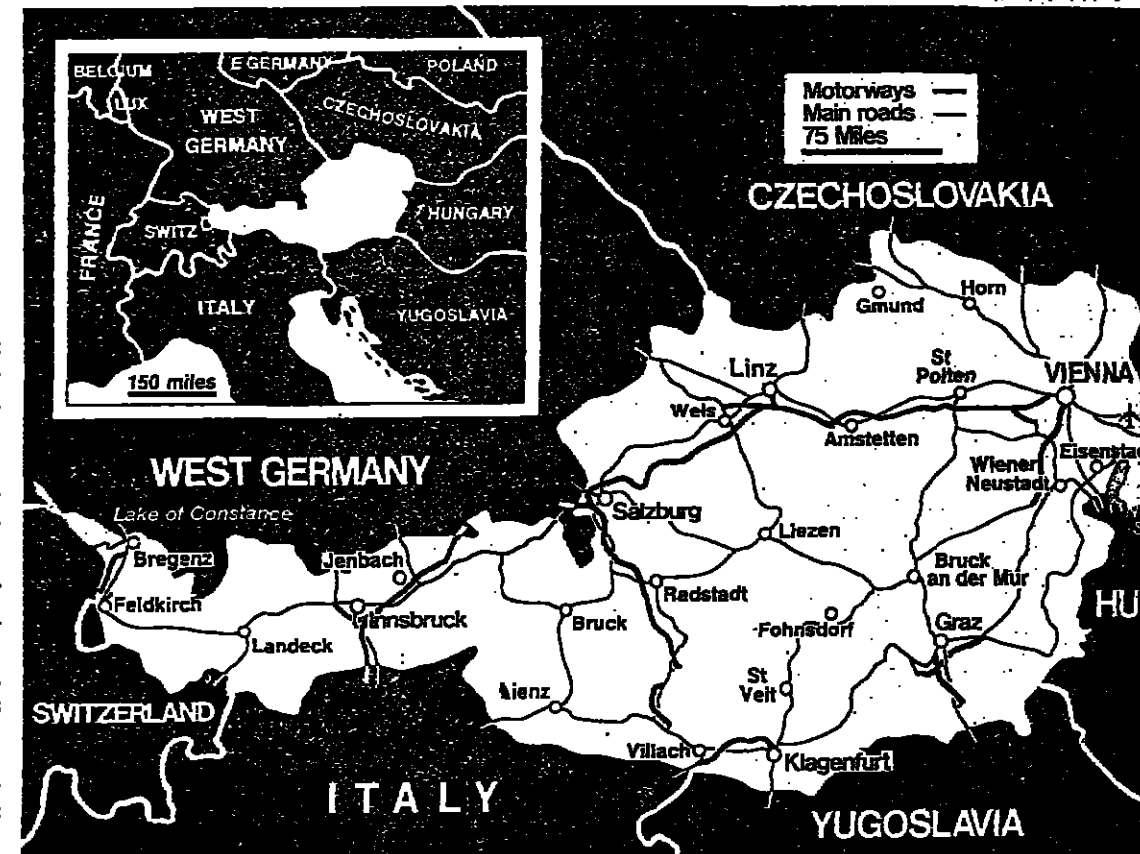 BELGIUM
LUX
E GERMANY
POLAND
WEST
GERMANY
CZECHOSLOVAKIA
FRANCE
SWITZ
HUNGARY
ITALY
YUGOSLAVIA
150 miles
Motorways
Main roads
75 Miles
CZECHOSLOVAKIA
Gmund
Horn
Linz
St
Polten
VIENNA
Wels
Amstetten
Eisenstad
Wiener
Neustadt
WEST GERMANY
Lake of Constance
Salzburg
Liezen
Bregenz
Jenbach
Bruck
an der Mur
Feldkirch
Innsbruck
Radstadt
HU
Landeck
Bruck
Fohnsdorf
Graz
Lienz
St
Veit
SWITZERLAND
Villach
Klagenfurt
ITALY
YUGOSLAVIA